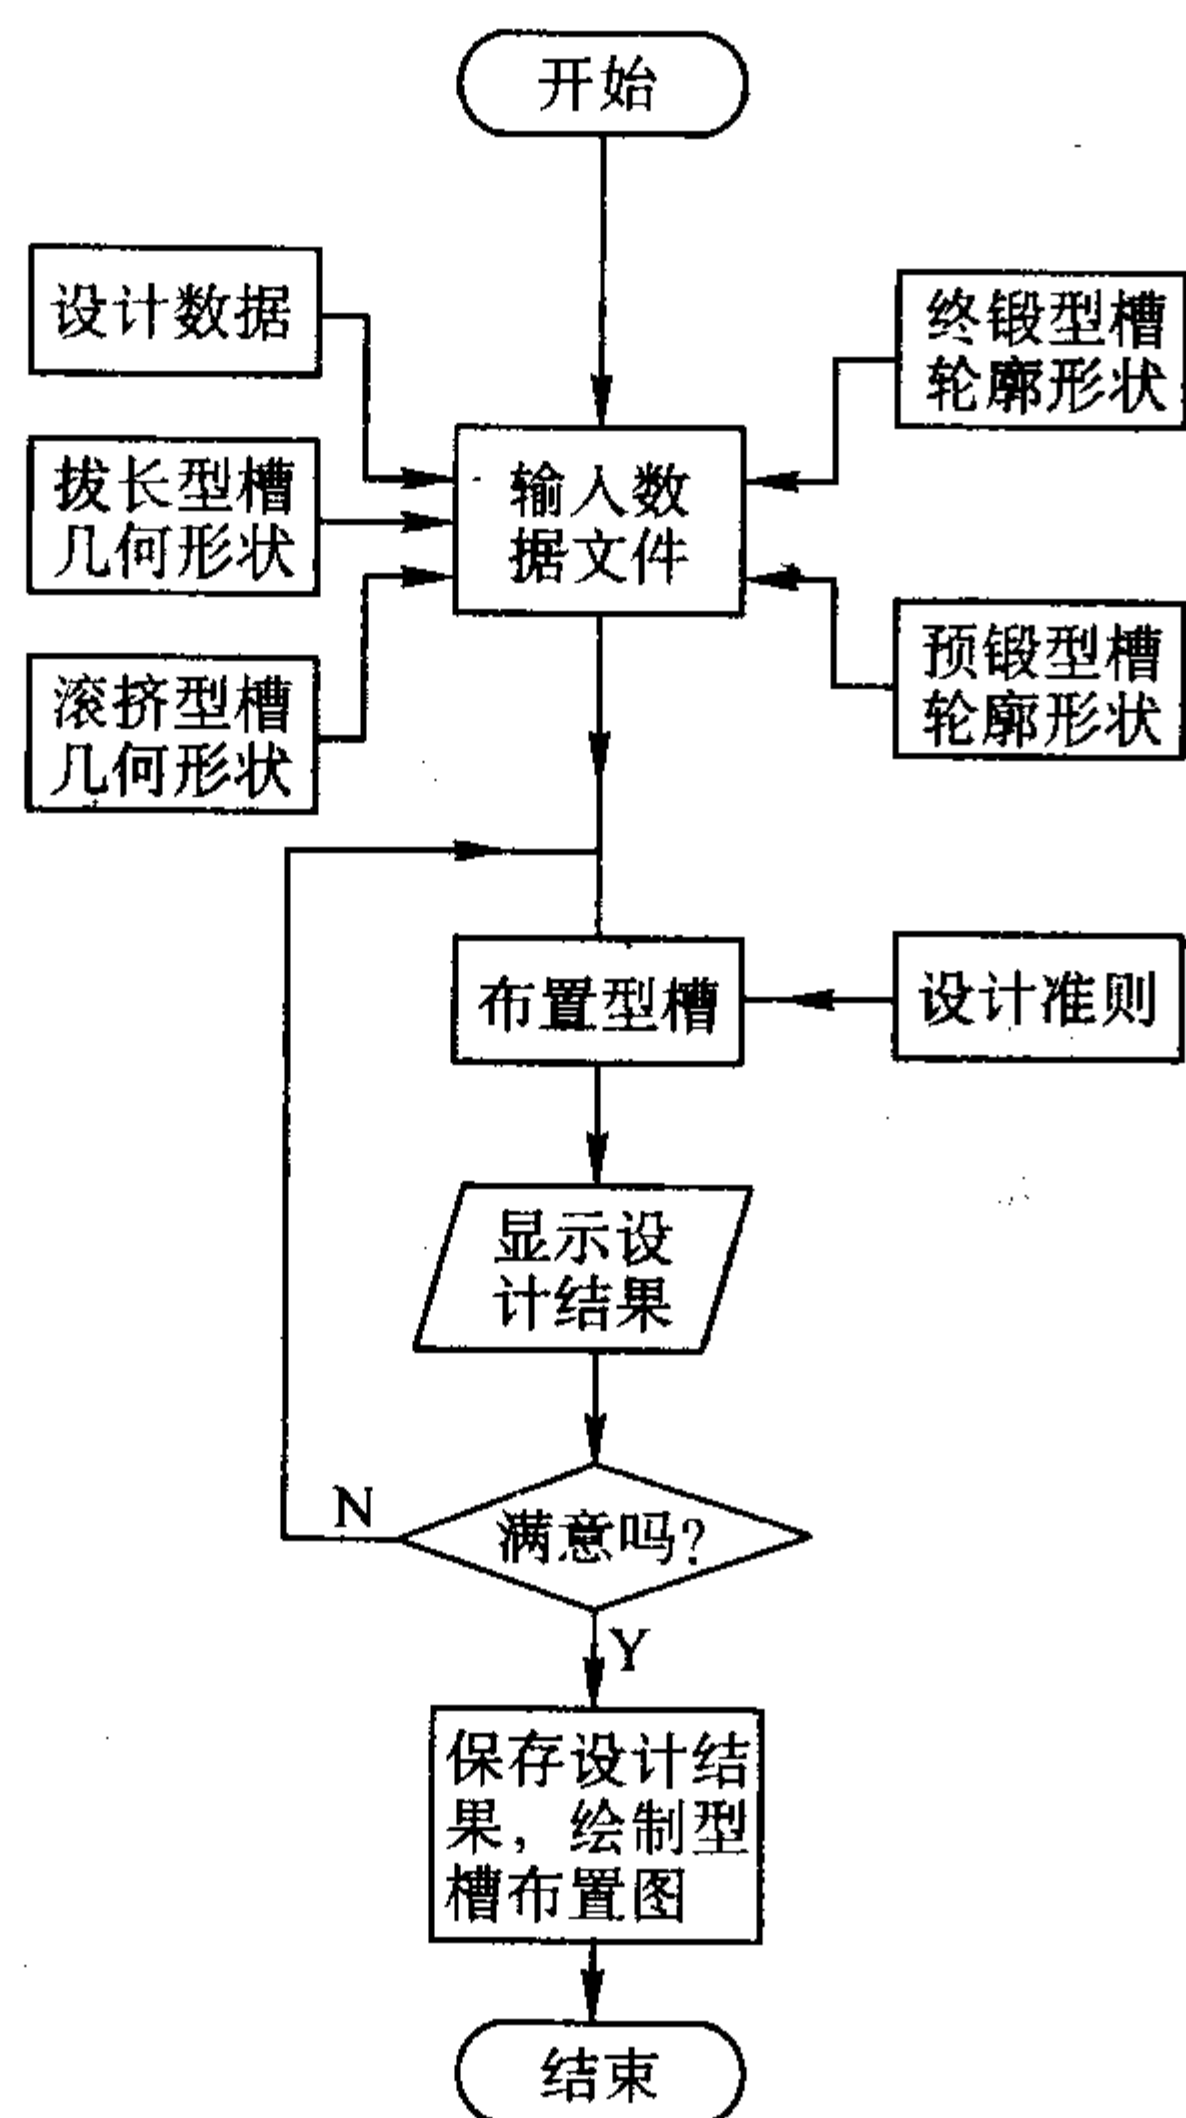 开始
设计数据
终锻型槽
轮廓形状
拔长型槽
几何形状
输入数
据文件
预锻型槽
轮廓形状
滚挤型槽
几何形状
布置型槽
设计准则
显示设
计结果
N
满意吗?
Y
保存设计结
果，绘制型
槽布置图
结束